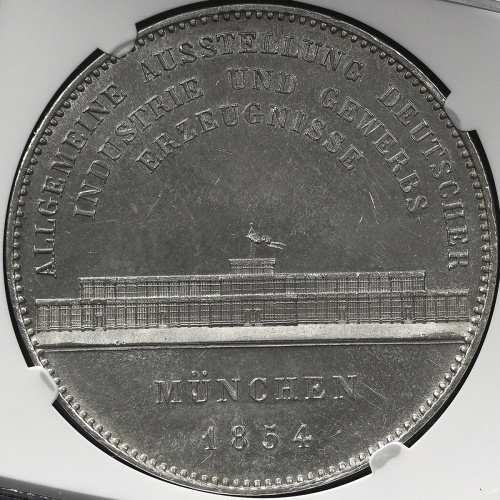 ALLGEMEINE AUSSTELLUNG DEUTSCHER
INDUSTRIE UND GEWERBS
ERZEUGNISSE
MÜNCHEN
1854